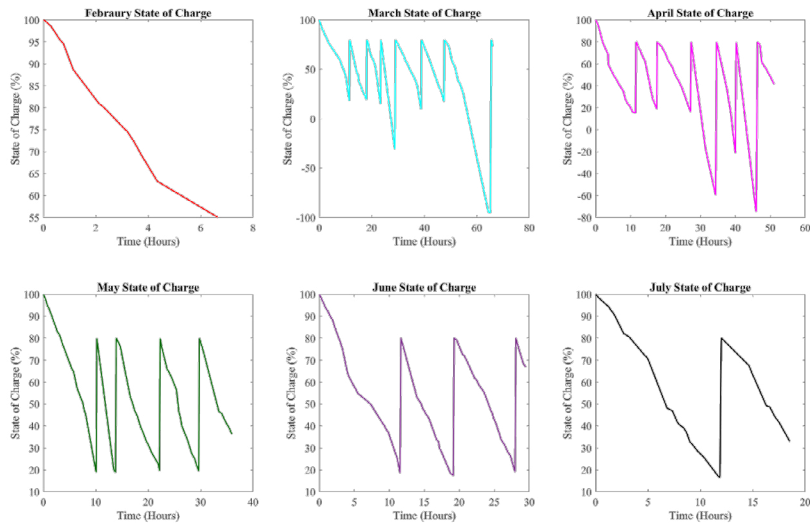 Febraury State of Charge
100
95
90
85
80
75
70
65
60
55
0 2 4 6 8
State of Charge (%)
Time (Hours)
March State of Charge
100
50
0
-50
-100
0 20 40 60 80
State of Charge (%)
Time (Hours)
April State of Charge
100
80
60
40
20
0
-20
-40
-60
-80
0 10 20 30 40 50 60
State of Charge (%)
Time (Hours)
May State of Charge
100
90
80
70
60
50
40
30
20
10
0 10 20 30 40
State of Charge (%)
Time (Hours)
June State of Charge
100
90
80
70
60
50
40
30
20
10
0 5 10 15 20 25 30
State of Charge (%)
Time (Hours)
July State of Charge
100
90
80
70
60
50
40
30
20
10
0 5 10 15 20
State of Charge (%)
Time (Hours)